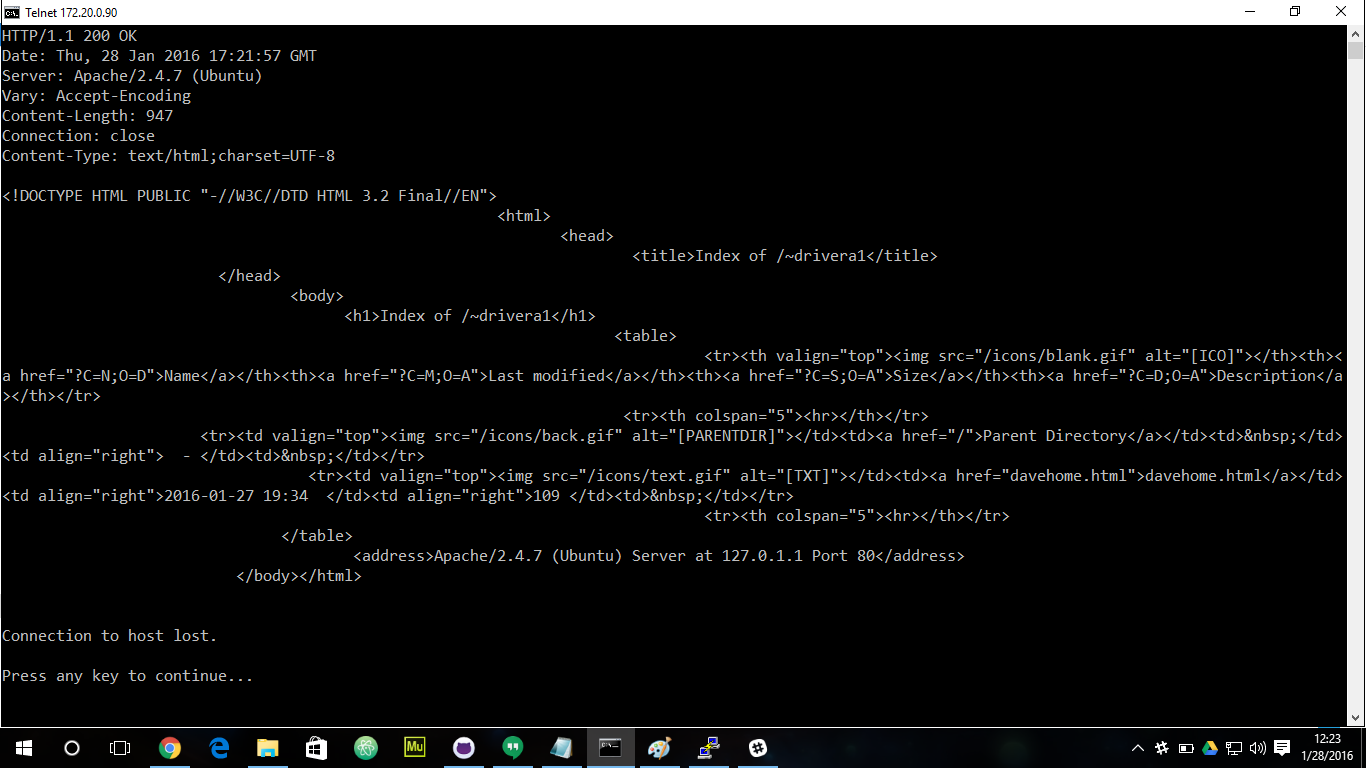 Telnet 172.20.0.90
HTTP/1.1 200 OK
Date: Thu, 28 Jan 2016 17:21:57 GMT
Server: Apache/2.4.7 (Ubuntu)
Vary: Accept-Encoding
Content-Length: 947
Connection: close
Content-Type: text/html;charset=UTF-8
<!DOCTYPE HTML PUBLIC "-//W3C//DTD HTML 3.2 Final//EN">
<html>
<head>
<title>Index of /~drivera1</title>
</head>
<body>
<h1>Index of /~drivera1</h1>
<table>
<tr><th valign="top"><img src="/icons/blank.gif" alt="[ICO]"></th><th><
a href="?C=N;O=D">Name</a></th><th><a href="?C=M;O=A">Last modified</a></th><th><a href="?C=S;O=A">Size</a></th><th><a href="?C=D;O=A">Description</a
></th></tr>
<tr><th colspan="5"><hr></th></tr>
<tr><td valign="top"><img src="/icons/back.gif" alt="[PARENTDIR]"></td><td><a href="/">Parent Directory</a></td><td>&nbsp;</td>
<td align="right">  - </td><td>&nbsp;</td></tr>
<tr><td valign="top"><img src="/icons/text.gif" alt="[TXT]"></td><td><a href="davehome.html">davehome.html</a></td>
<td align="right">2016-01-27 19:34  </td><td align="right">109 </td><td>&nbsp;</td></tr>
<tr><th colspan="5"><hr></th></tr>
</table>
<address>Apache/2.4.7 (Ubuntu) Server at 127.0.1.1 Port 80</address>
</body></html>
Connection to host lost.
Press any key to continue...
Mu
12:23
1/28/2016